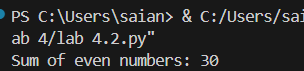 PS C:\Users\saian> & C:/Users/sai
ab 4/lab 4.2.py"
Sum of even numbers: 30